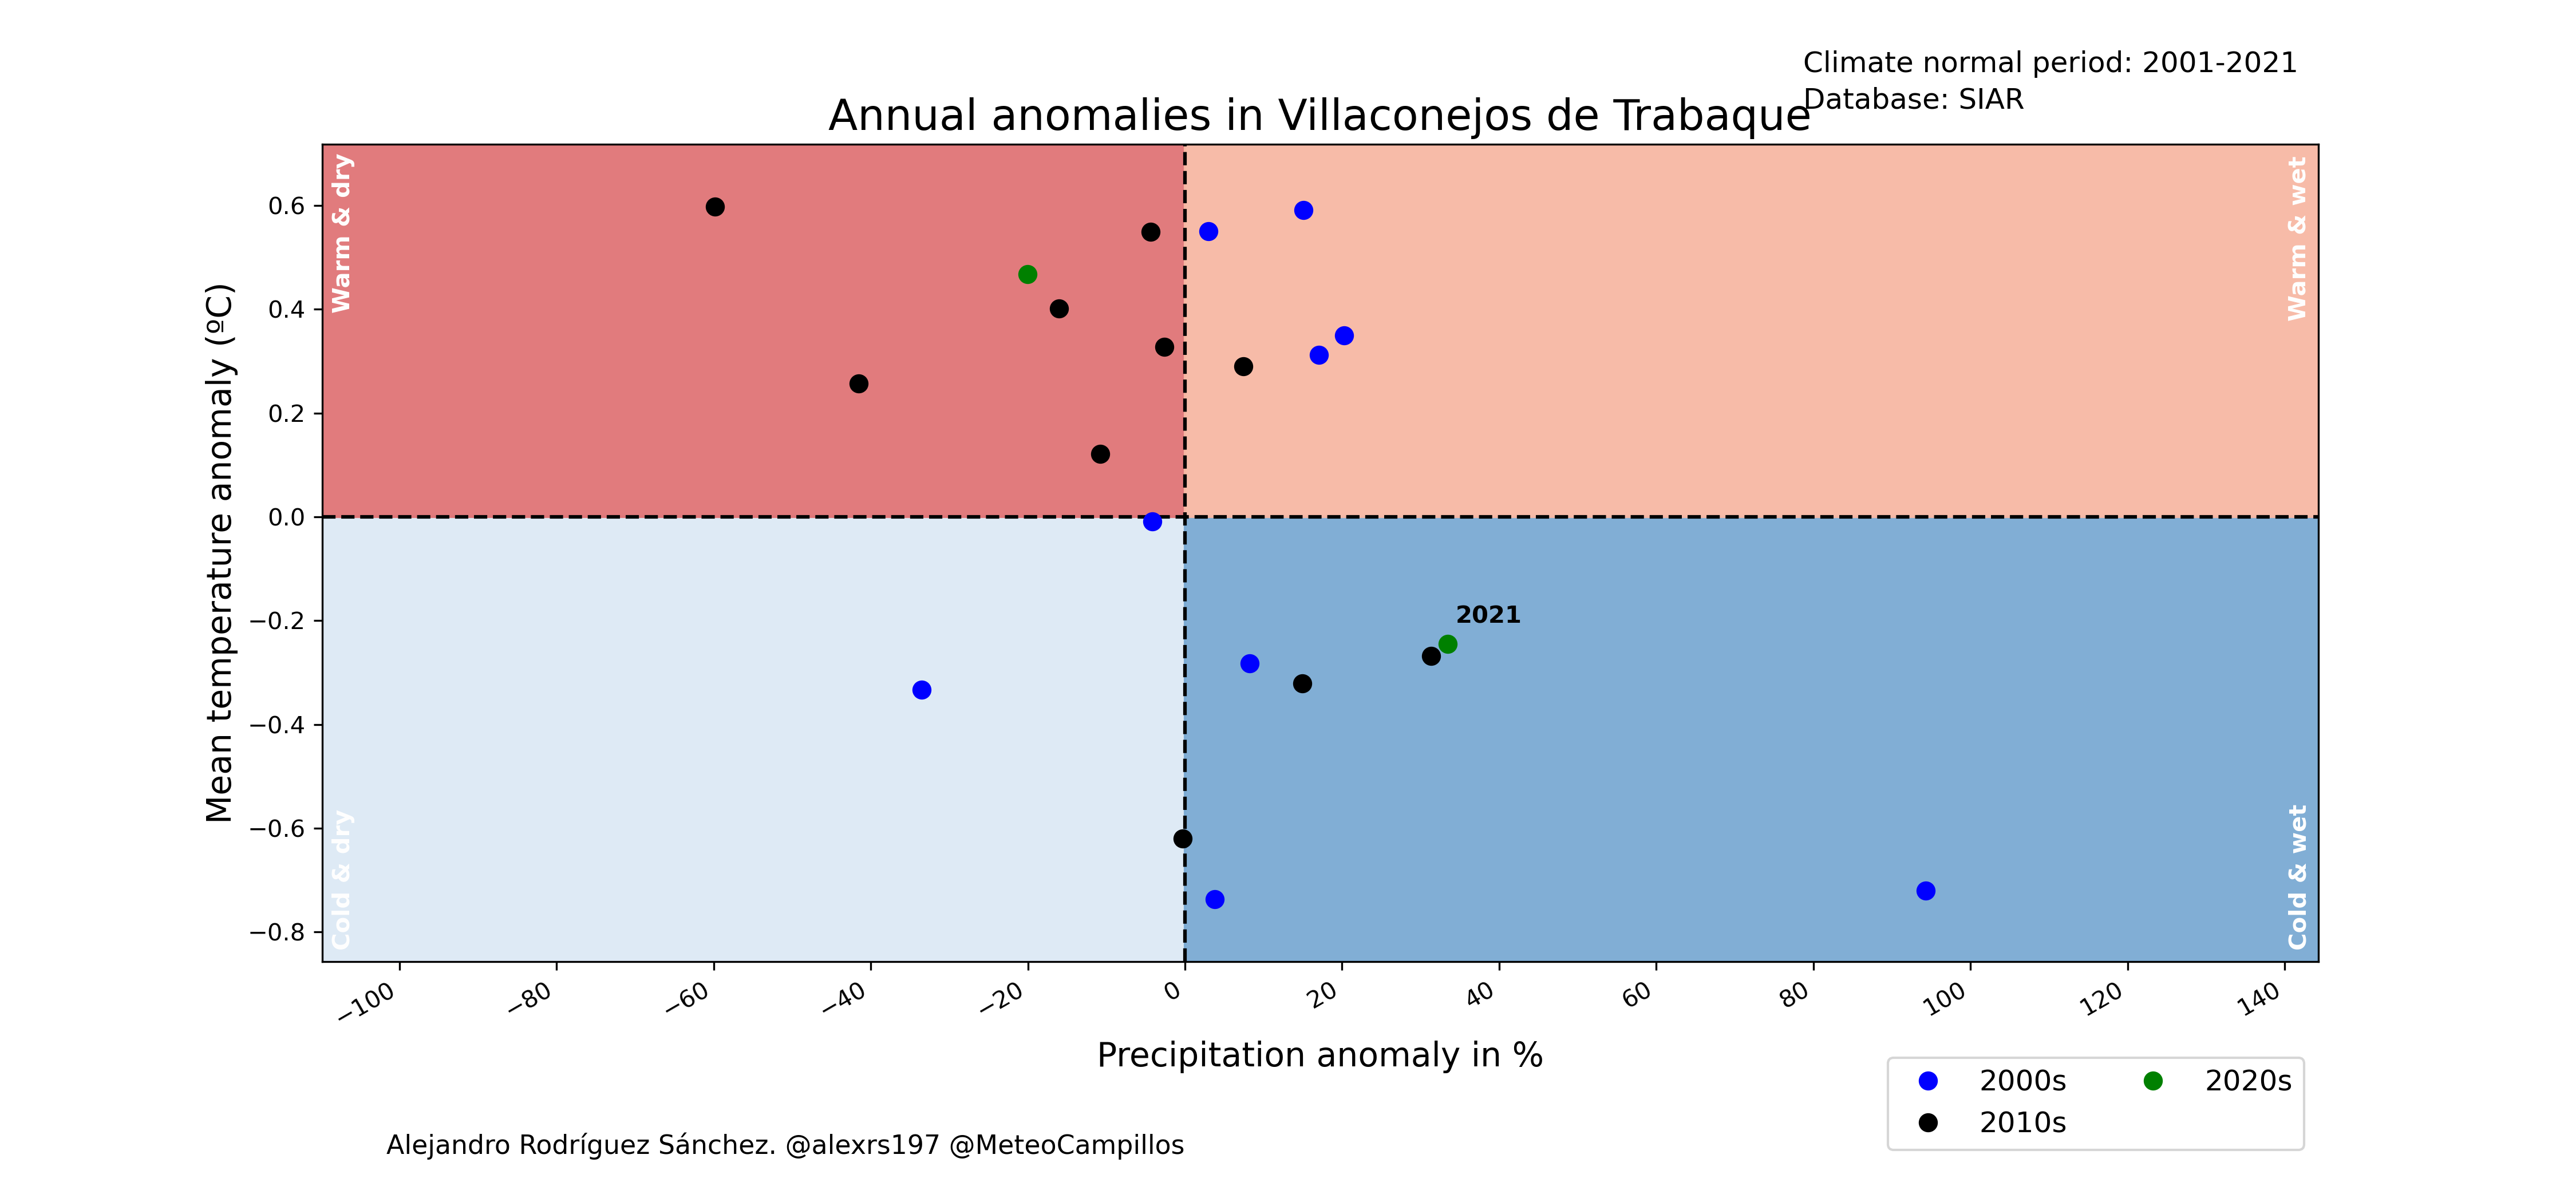 Climate normal period: 2001-2021
Database: SIAR
Annual anomalies in Villaconejos de Trabaque
Warm & dry
Warm & wet
Mean temperature anomaly (ºC)
0.6
0.4
0.2
0.0
−0.2
−0.4
−0.6
−0.8
2021
Cold & dry
Cold & wet
−100 −80 −60 −40 −20 0 20 40 60 80 100 120 140
Precipitation anomaly in %
2000s 2020s
2010s
Alejandro Rodríguez Sánchez. @alexrs197 @MeteoCampillos